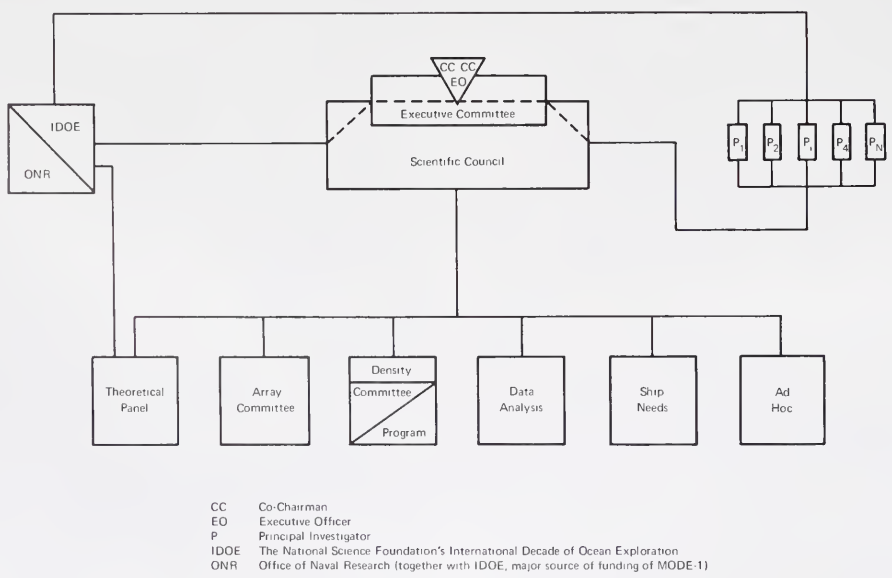 CC CC
EO
IDOE
ONR
Executive Committee
Scientific Council
P1 P2 Pi P4 PN
Theoretical
Panel
Array
Committee
Density
Committee
Program
Data
Analysis
Ship
Needs
Ad
Hoc
CC Co-Chairman
EO Executive Officer
P Principal Investigator
IDOE The National Science Foundation's International Decade of Ocean Exploration
ONR Office of Naval Research (together with IDOE, major source of funding of MODE-1)